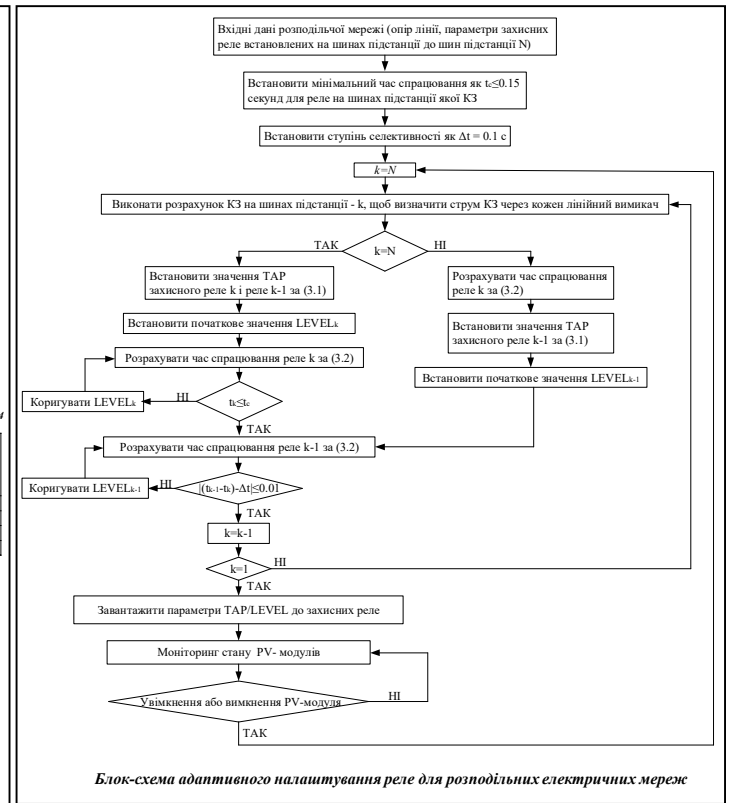 Вхідні дані розподільчої мережі (опір лінії, параметри захисних
реле встановлених на шинах підстанції до шин підстанції N)
Встановити мінімальний час спрацювання як tc≤0.15
секунд для реле на шинах підстанції якої КЗ
Встановити ступінь селективності як Δt = 0.1 с
k=N
Виконати розрахунок КЗ на шинах підстанції - k, щоб визначити струм КЗ через кожен лінійний вимикач
ТАК
k=N
НІ
Встановити значення TAP
захисного реле k і реле k-1 за (3.1)
Розрахувати час спрацювання
реле k за (3.2)
Встановити початкове значення LEVELk
Встановити значення TAP
захисного реле k-1 за (3.1)
Розрахувати час спрацювання реле k за (3.2)
Встановити початкове значення LEVELk-1
Коригувати LEVELk
НІ
tk≤tc
ТАК
Розрахувати час спрацювання реле k-1 за (3.2)
Коригувати LEVELk-1
НІ
|(tk-1-tk)-Δt|≤0.01
ТАК
k=k-1
k=1
НІ
ТАК
Завантажити параметри TAP/LEVEL до захисних реле
Моніторинг стану PV- модулів
Увімкнення або вимкнення PV-модуля
НІ
ТАК
Блок-схема адаптивного налаштування реле для розподільних електричних мереж